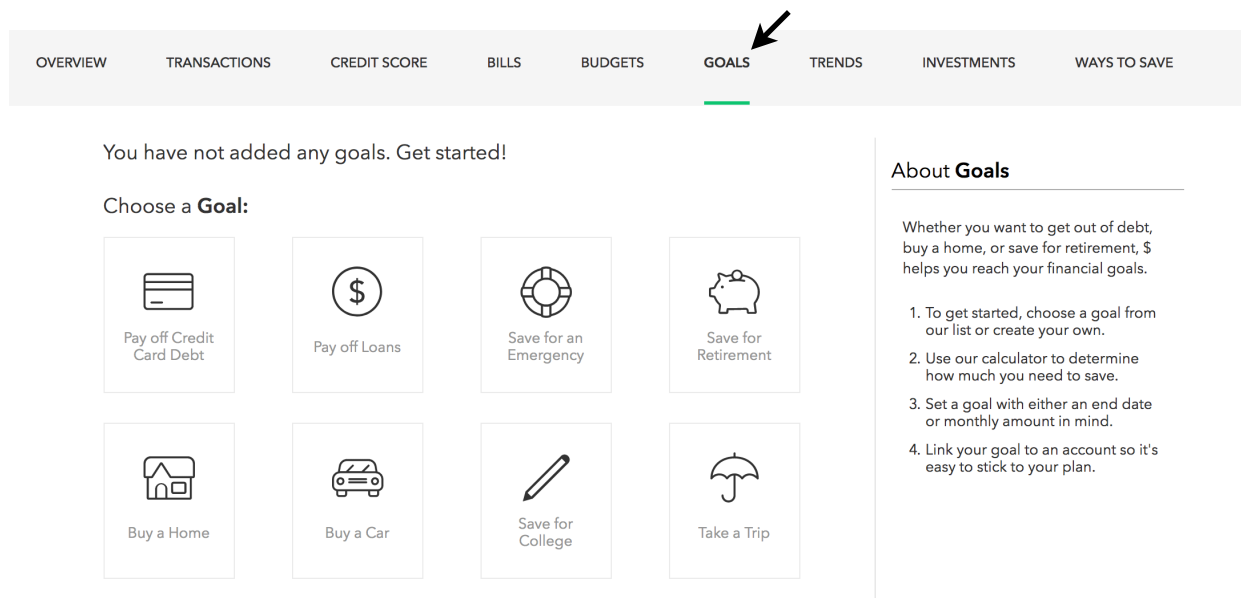 OVERVIEW TRANSACTIONS CREDIT SCORE BILLS BUDGETS GOALS TRENDS INVESTMENTS WAYS TO SAVE
You have not added any goals. Get started!
Choose a Goal:
$
Pay off Credit
Card Debt
Pay off Loans
Save for an
Emergency
Save for
Retirement
Buy a Home
Buy a Car
Save for
College
Take a Trip
About Goals
Whether you want to get out of debt,
buy a home, or save for retirement, $
helps you reach your financial goals.
1. To get started, choose a goal from
our list or create your own.
2. Use our calculator to determine
how much you need to save.
3. Set a goal with either an end date
or monthly amount in mind.
4. Link your goal to an account so it's
easy to stick to your plan.